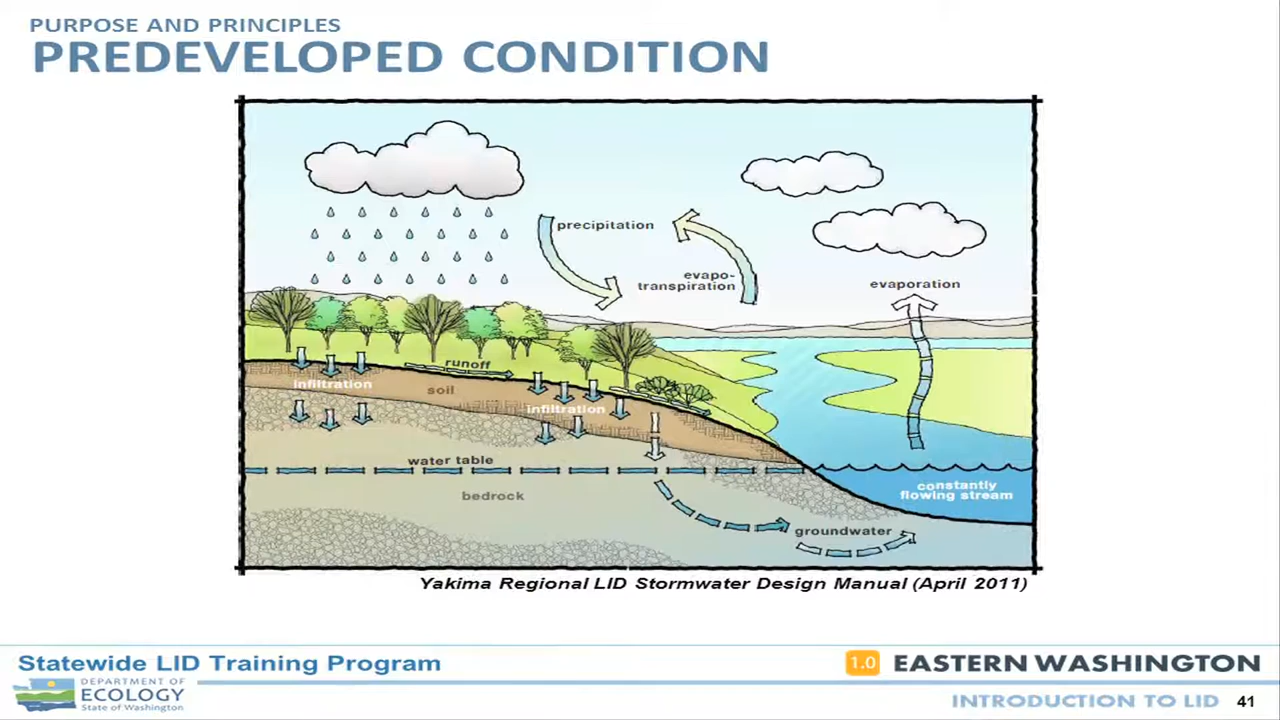 PURPOSE AND PRINCIPLES
PREDEVELOPED CONDITION
precipitation
evapo-
transpiration
evaporation
runoff
infiltration
soil
infiltration
water table
constantly
flowing stream
bedrock
groundwater
Yakima Regional LID Stormwater Design Manual (April 2011)
Statewide LID Training Program
1.0 EASTERN WASHINGTON
DEPARTMENT OF
ECOLOGY
State of Washington
INTRODUCTION TO LID 41